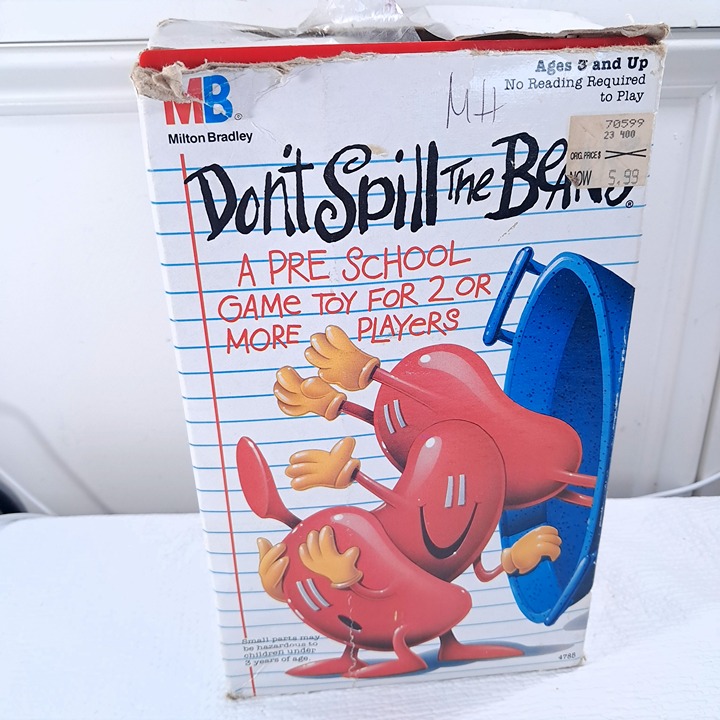 Ages 3 and Up
No Reading Required
to Play
MB®
Milton Bradley
MH
70599
23 400
ORG. PRICE $
NOW 5.99
Don't Spill The Beans®
A PRE SCHOOL
GAME TOY FOR 2 OR
MORE PLAYERS
Small parts may
be hazardous to
children under
3 years of age.
4785